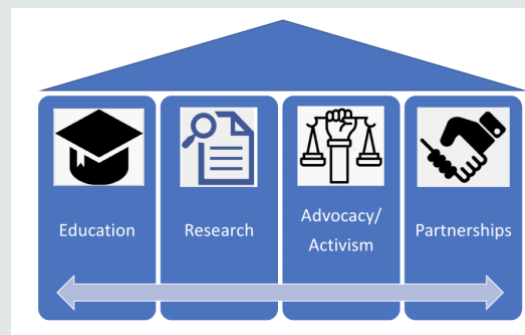 Education
Research
Advocacy/
Activism
Partnerships